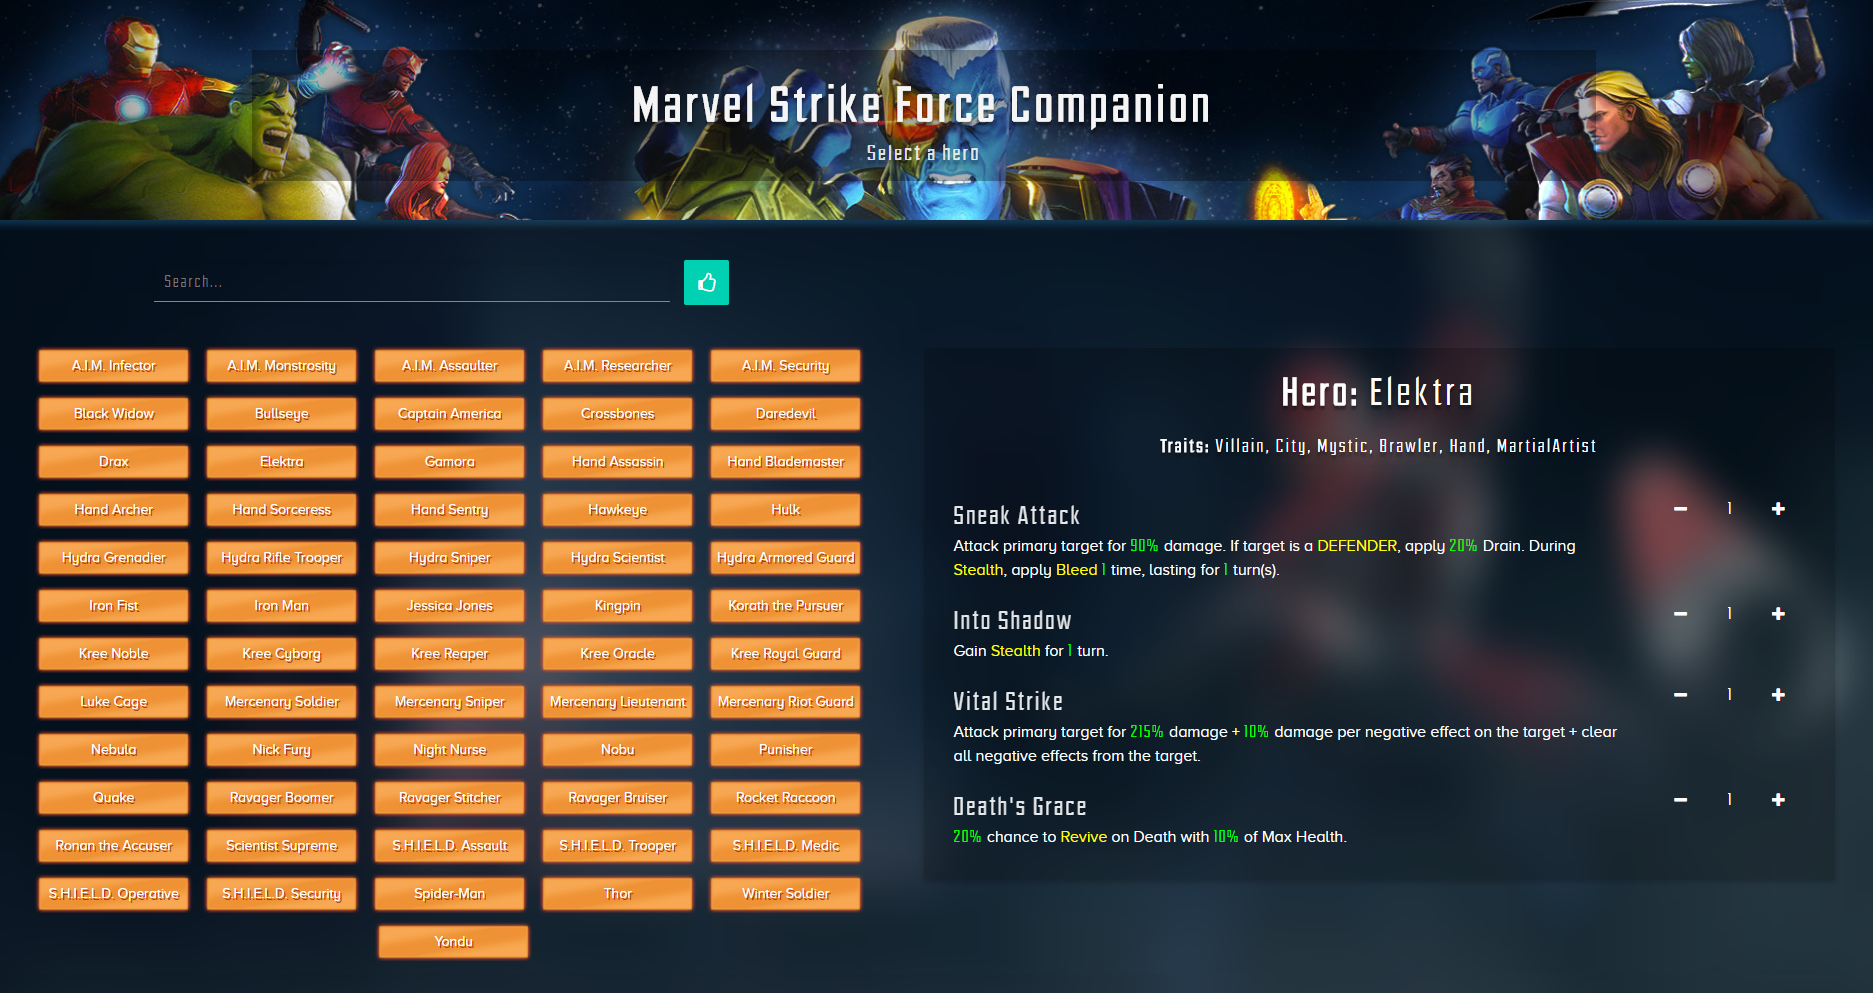 Marvel Strike Force Companion
Select a hero
Search...
A.I.M. Infector A.I.M. Monstrosity A.I.M. Assaulter A.I.M. Researcher A.I.M. Security
Black Widow Bullseye Captain America Crossbones Daredevil
Drax Elektra Gamora Hand Assassin Hand Blademaster
Hand Archer Hand Sorceress Hand Sentry Hawkeye Hulk
Hydra Grenadier Hydra Rifle Trooper Hydra Sniper Hydra Scientist Hydra Armored Guard
Iron Fist Iron Man Jessica Jones Kingpin Korath the Pursuer
Kree Noble Kree Cyborg Kree Reaper Kree Oracle Kree Royal Guard
Luke Cage Mercenary Soldier Mercenary Sniper Mercenary Lieutenant Mercenary Riot Guard
Nebula Nick Fury Night Nurse Nobu Punisher
Quake Ravager Boomer Ravager Stitcher Ravager Bruiser Rocket Raccoon
Ronan the Accuser Scientist Supreme S.H.I.E.L.D. Assault S.H.I.E.L.D. Trooper S.H.I.E.L.D. Medic
S.H.I.E.L.D. Operative S.H.I.E.L.D. Security Spider-Man Thor Winter Soldier
Yondu
Hero: Elektra
Traits: Villain, City, Mystic, Brawler, Hand, MartialArtist
Sneak Attack 1
Attack primary target for 90% damage. If target is a DEFENDER, apply 20% Drain. During
Stealth, apply Bleed 1 time, lasting for 1 turn(s).
Into Shadow 1
Gain Stealth for 1 turn.
Vital Strike 1
Attack primary target for 215% damage + 10% damage per negative effect on the target + clear
all negative effects from the target.
Death's Grace 1
20% chance to Revive on Death with 10% of Max Health.